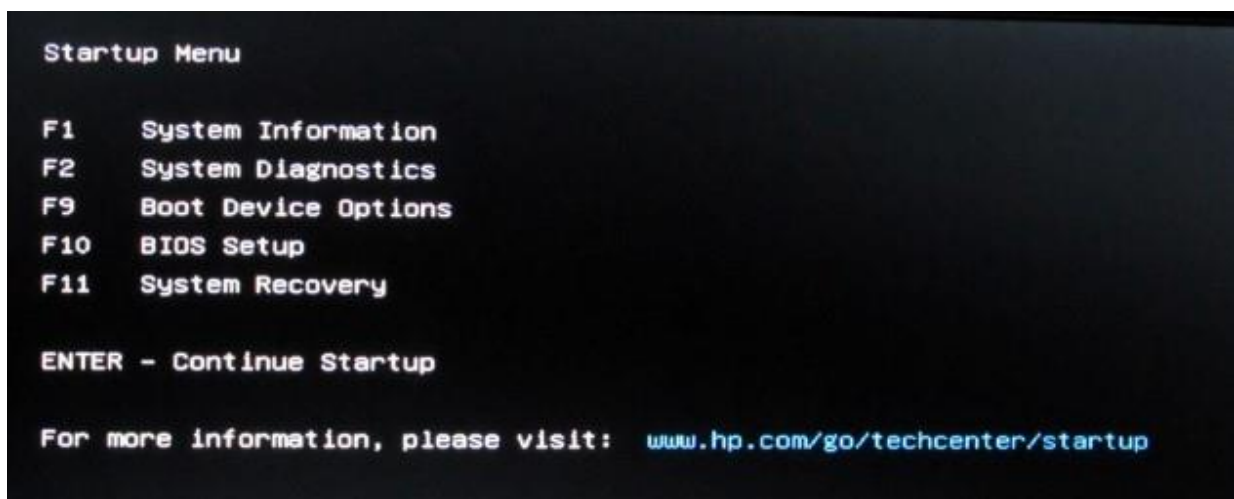 Startup Menu
F1 System Information
F2 System Diagnostics
F9 Boot Device Options
F10 BIOS Setup
F11 System Recovery
ENTER - Continue Startup
For more information, please visit: www.hp.com/go/techcenter/startup